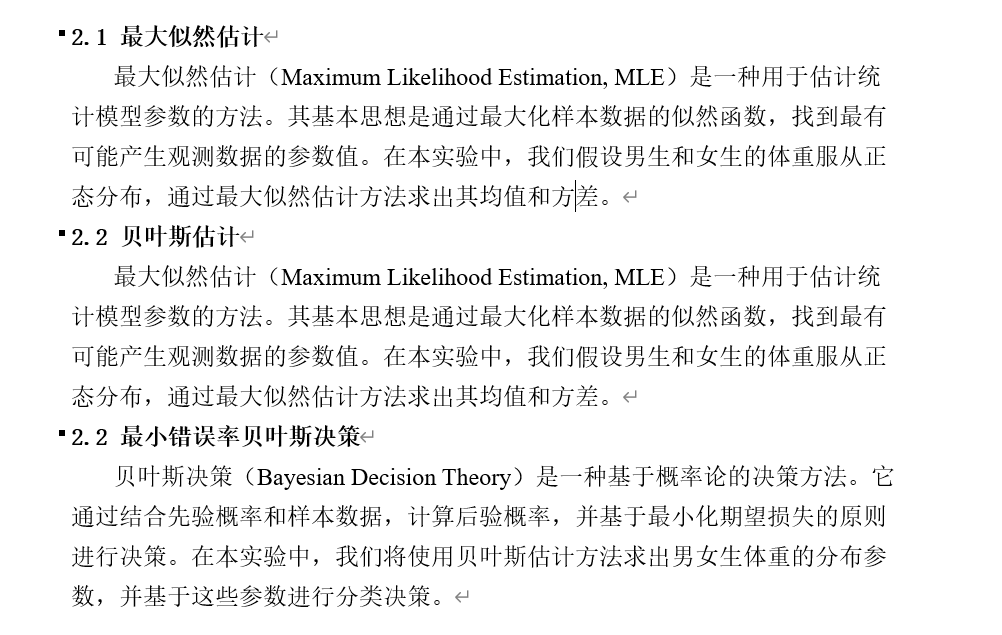 2.1 最大似然估计
最大似然估计（Maximum Likelihood Estimation, MLE）是一种用于估计统
计模型参数的方法。其基本思想是通过最大化样本数据的似然函数，找到最有
可能产生观测数据的参数值。在本实验中，我们假设男生和女生的体重服从正
态分布，通过最大似然估计方法求出其均值和方差。
2.2 贝叶斯估计
最大似然估计（Maximum Likelihood Estimation, MLE）是一种用于估计统
计模型参数的方法。其基本思想是通过最大化样本数据的似然函数，找到最有
可能产生观测数据的参数值。在本实验中，我们假设男生和女生的体重服从正
态分布，通过最大似然估计方法求出其均值和方差。
2.2 最小错误率贝叶斯决策
贝叶斯决策（Bayesian Decision Theory）是一种基于概率论的决策方法。它
通过结合先验概率和样本数据，计算后验概率，并基于最小化期望损失的原则
进行决策。在本实验中，我们将使用贝叶斯估计方法求出男女生体重的分布参
数，并基于这些参数进行分类决策。